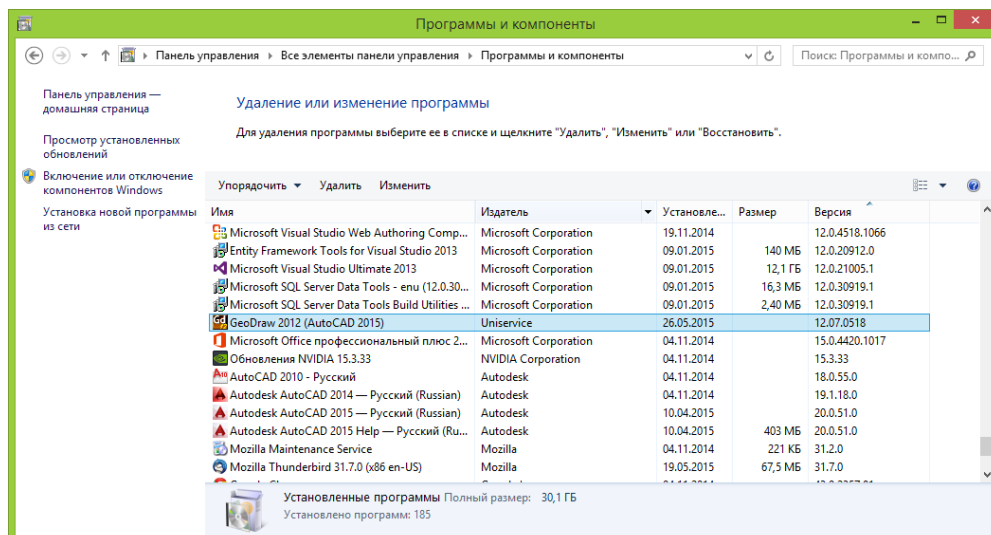 Программы и компоненты
Панель управления Все элементы панели управления Программы и компоненты
Поиск: Программы и компо...
Панель управления —
домашняя страница
Просмотр установленных
обновлений
Включение или отключение
компонентов Windows
Установка новой программы
из сети
Удаление или изменение программы
Для удаления программы выберите ее в списке и щелкните "Удалить", "Изменить" или "Восстановить".
Упорядочить Удалить Изменить
Имя Издатель Установле... Размер Версия
Microsoft Visual Studio Web Authoring Comp... Microsoft Corporation 19.11.2014 12.0.4518.1066
Entity Framework Tools for Visual Studio 2013 Microsoft Corporation 09.01.2015 140 МБ 12.0.20912.0
Microsoft Visual Studio Ultimate 2013 Microsoft Corporation 09.01.2015 12,1 ГБ 12.0.21005.1
Microsoft SQL Server Data Tools - enu (12.0.30... Microsoft Corporation 09.01.2015 16,3 МБ 12.0.30919.1
Microsoft SQL Server Data Tools Build Utilities ... Microsoft Corporation 09.01.2015 2,40 МБ 12.0.30919.1
GeoDraw 2012 (AutoCAD 2015) Uniservice 26.05.2015 12.07.0518
Microsoft Office профессиональный плюс 2... Microsoft Corporation 04.11.2014 15.0.4420.1017
Обновления NVIDIA 15.3.33 NVIDIA Corporation 04.11.2014 15.3.33
AutoCAD 2010 - Русский Autodesk 04.11.2014 18.0.55.0
Autodesk AutoCAD 2014 — Русский (Russian) Autodesk 04.11.2014 19.1.18.0
Autodesk AutoCAD 2015 — Русский (Russian) Autodesk 10.04.2015 20.0.51.0
Autodesk AutoCAD 2015 Help — Русский (Ru... Autodesk 10.04.2015 403 МБ 20.0.51.0
Mozilla Maintenance Service Mozilla 04.11.2014 221 КБ 31.2.0
Mozilla Thunderbird 31.7.0 (x86 en-US) Mozilla 19.05.2015 67,5 МБ 31.7.0
Установленные программы Полный размер: 30,1 ГБ
Установлено программ: 185